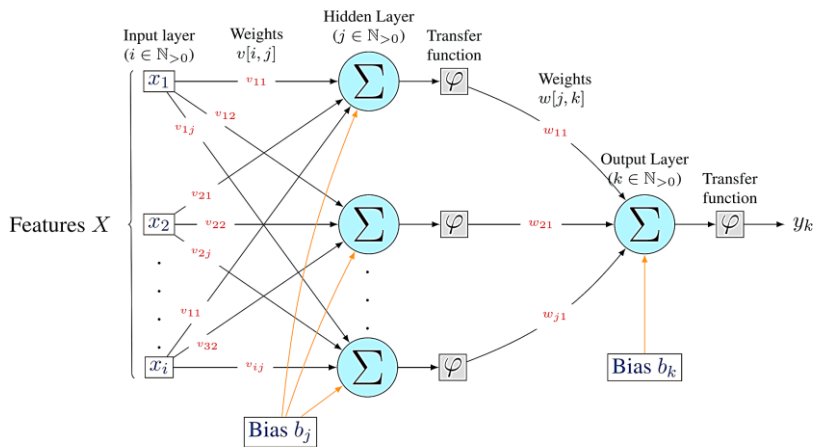 Input layer
(i ∈ ℕ>0)
Weights
v[i, j]
Hidden Layer
(j ∈ ℕ>0)
Transfer
function
Weights
w[j, k]
Output Layer
(k ∈ ℕ>0)
Transfer
function
Features X
x₁
x₂
xᵢ
v₁₁
v₁₂
v₁ⱼ
v₂₁
v₂₂
v₂ⱼ
v₁₁
v₃₂
vᵢⱼ
Σ
Σ
Σ
φ
φ
φ
w₁₁
w₂₁
wⱼ₁
Σ
φ
yₖ
Bias bⱼ
Bias bₖ